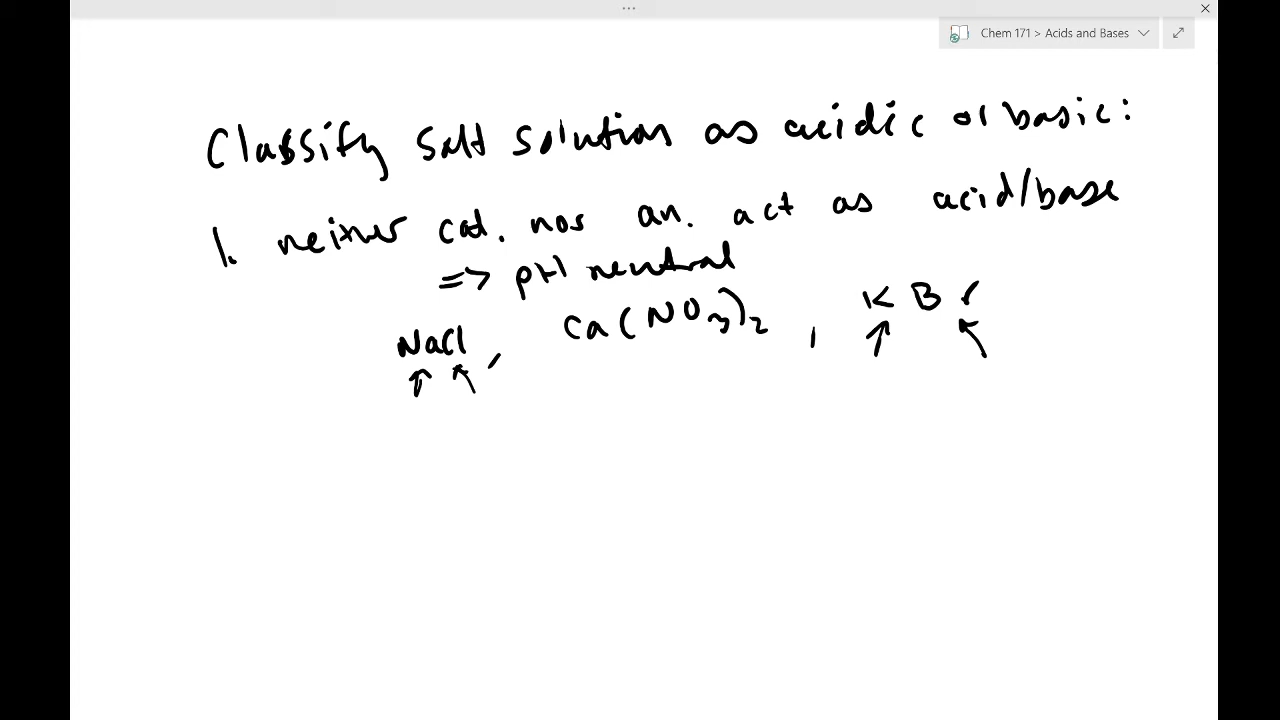 Chem 171 > Acids and Bases
Classify salt solution as acidic or basic:
1. neither cat. nor an. act as acid/base
=> pH neutral
NaCl, Ca(NO3)2, KBr